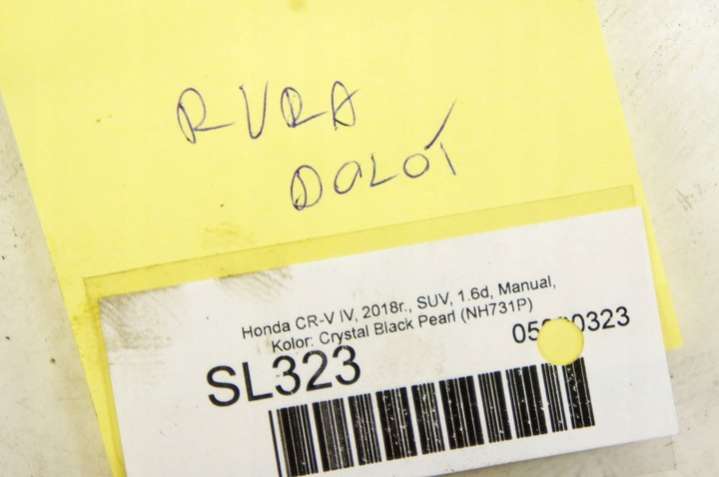 RURA
DOLOT
Honda CR-V IV, 2018r., SUV, 1.6d, Manual,
Kolor: Crystal Black Pearl (NH731P)
SL323